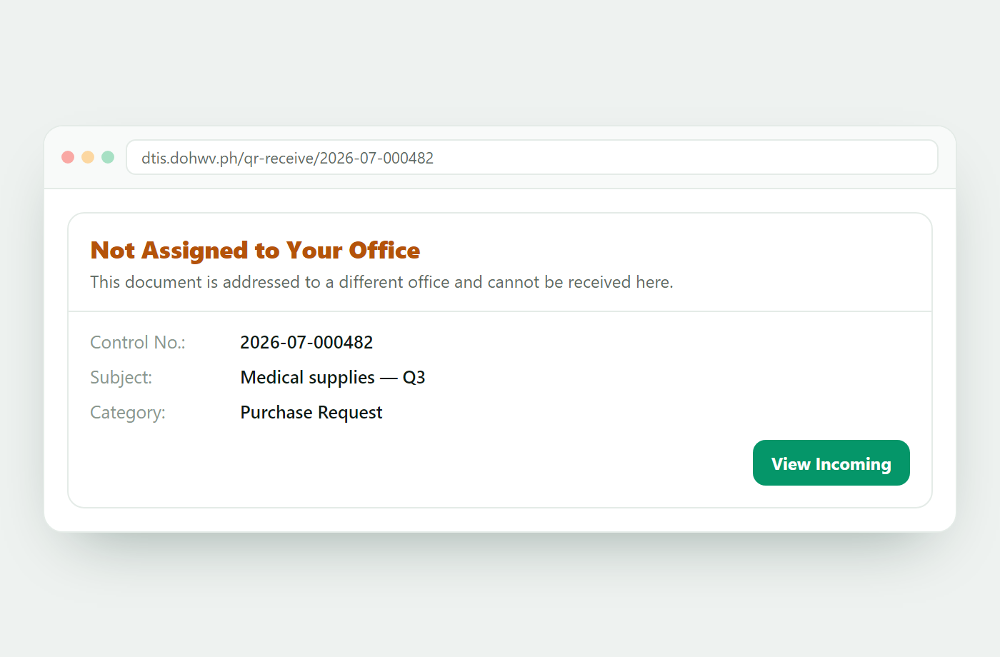 dtis.dohwv.ph/qr-receive/2026-07-000482
Not Assigned to Your Office
This document is addressed to a different office and cannot be received here.
Control No.: 2026-07-000482
Subject: Medical supplies — Q3
Category: Purchase Request
View Incoming